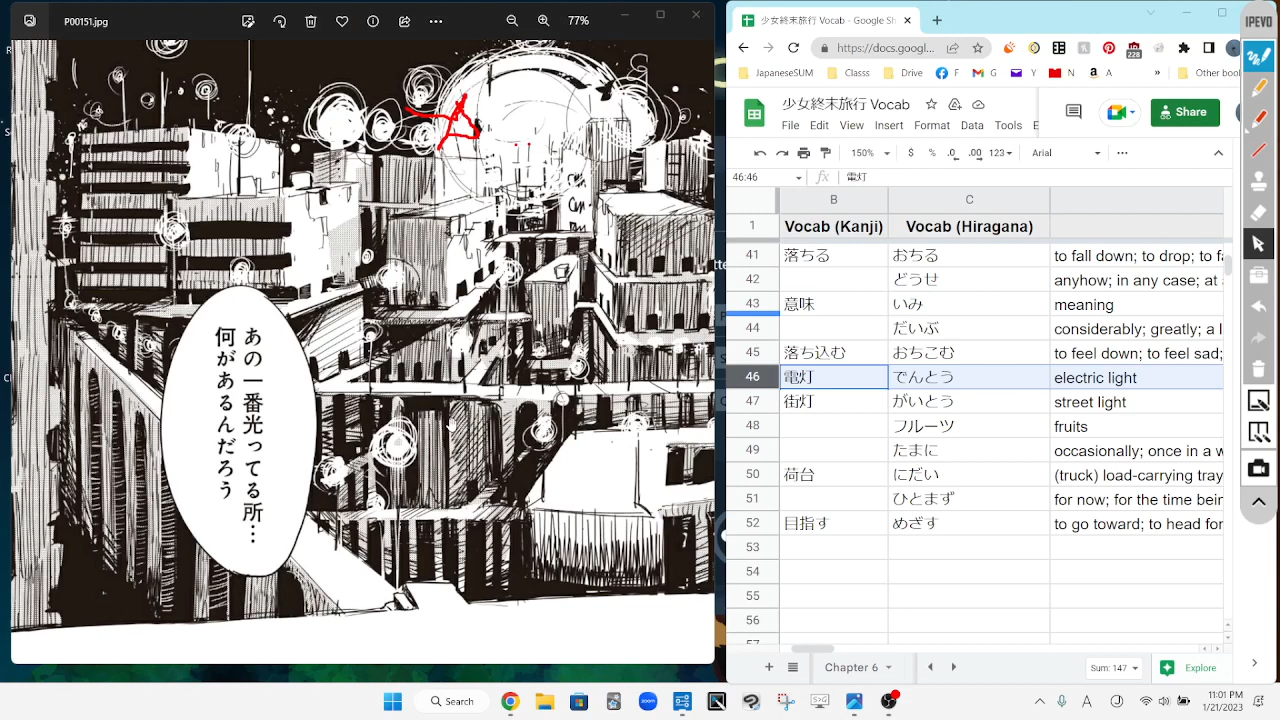 P00151.jpg
77%
あの一番光ってる所…
何があるんだろう
少女終末旅行 Vocab - Google Sh
https://docs.googl
228
JapaneseSUM
Class
Drive
F
M
G
Y
N
A
Other bool
少女終末旅行 Vocab
Share
File Edit View Insert Format Data Tools E
150%
$ % .0 .00 123
Arial
46:46
fx 電灯
B C
1 Vocab (Kanji) Vocab (Hiragana)
41 落ちる おちる to fall down; to drop; to fa
42 どうせ anyhow; in any case; at a
43 意味 いみ meaning
44 だいぶ considerably; greatly; a l
45 落ち込む おちこむ to feel down; to feel sad;
46 電灯 でんとう electric light
47 街灯 がいとう street light
48 フルーツ fruits
49 たまに occasionally; once in a w
50 荷台 にだい (truck) load-carrying tray
51 ひとまず for now; for the time bein
52 目指す めざす to go toward; to head for
53
54
55
56
57
Chapter 6
Sum: 147
Explore
IPEVO
Search
zoom
11:01 PM
12/1/2023